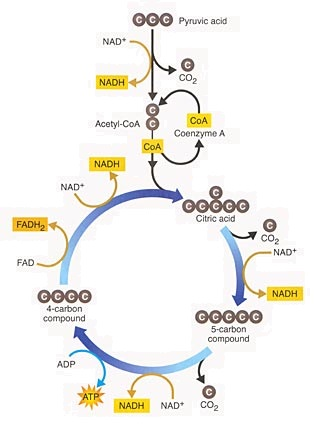 C C C Pyruvic acid
NAD+
C
CO2
NADH
C
C
Acetyl-CoA
CoA
Coenzyme A
CoA
NADH
NAD+
C
C C C C C
Citric acid
FADH2
C
CO2
NAD+
FAD
NADH
C C C C
4-carbon
compound
C C C C C
5-carbon
compound
ADP
ATP
NADH
NAD+
C
CO2